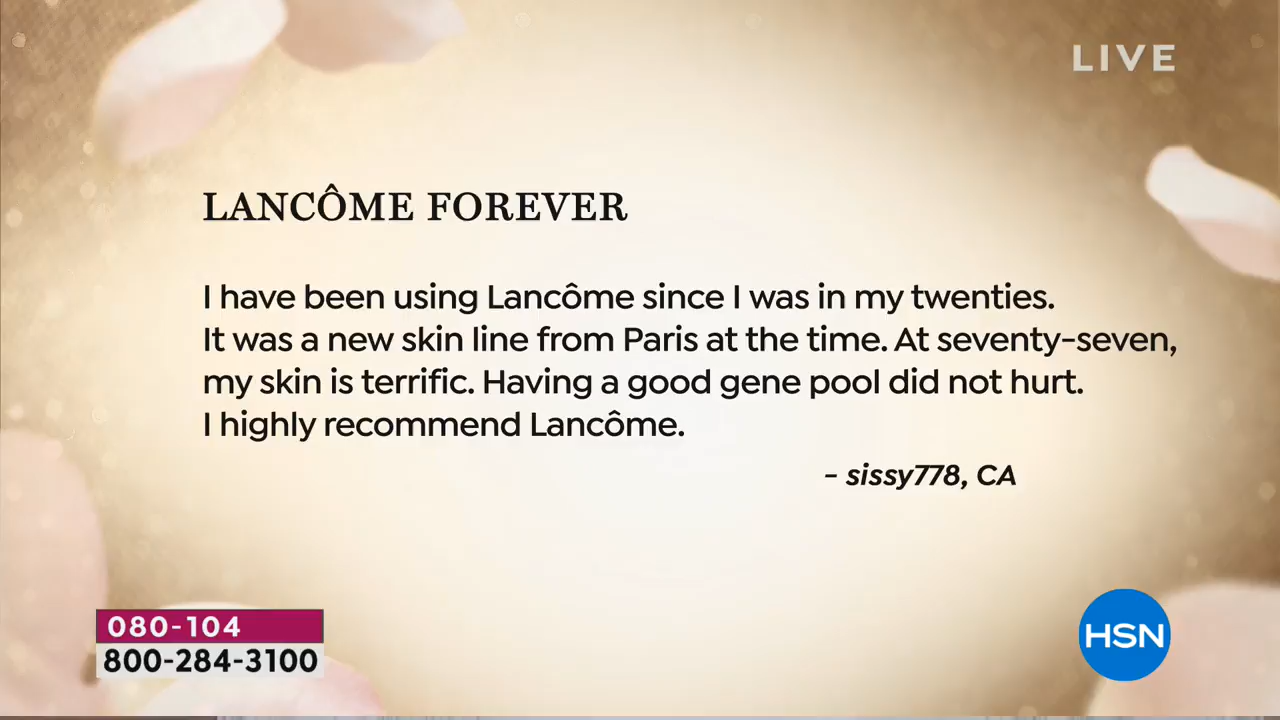 LIVE
LANCÔME FOREVER
I have been using Lancôme since I was in my twenties.
It was a new skin line from Paris at the time. At seventy-seven,
my skin is terrific. Having a good gene pool did not hurt.
I highly recommend Lancôme.
- sissy778, CA
080-104
800-284-3100
HSN